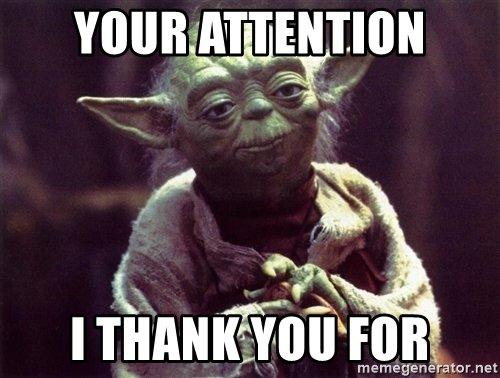 YOUR ATTENTION
I THANK YOU FOR
memegenerator.net